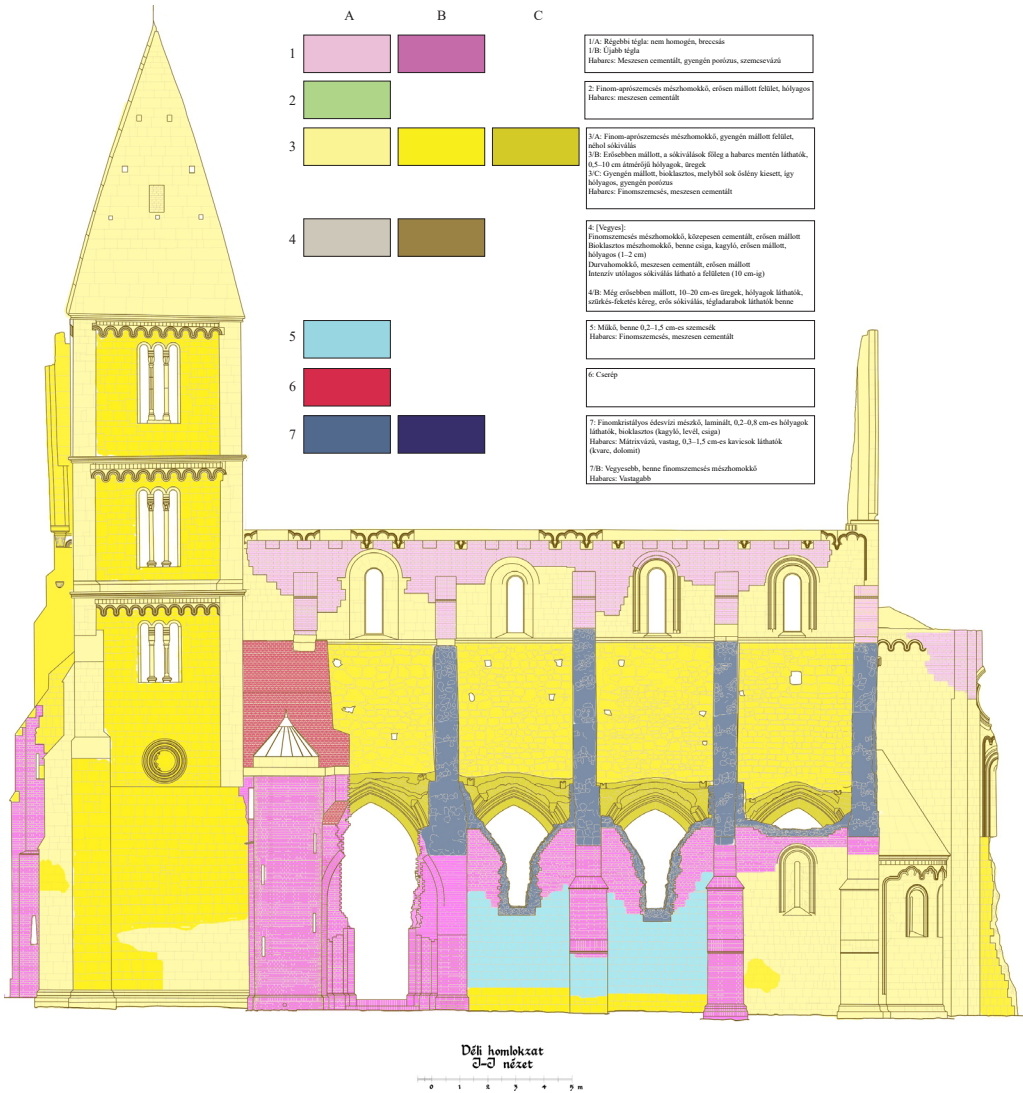 A B C
1
1/A: Régebbi tégla: nem homogén, breccsás
1/B: Újabb tégla
Habarcs: Meszesen cementált, gyengén porózus, szemcsevázú
2
2: Finom-aprószemcsés mészhomokkő, erősen mállott felület, hólyagos
Habarcs: meszesen cementált
3
3/A: Finom-aprószemcsés mészhomokkő, gyengén mállott felület,
néhol sókiválás
3/B: Erősebben mállott, a sókiválások főleg a habarcs mentén láthatók,
0,5–10 cm átmérőjű hólyagok, üregek
3/C: Gyengén mállott, bioklasztos, melyből sok őslény kiesett, így
hólyagos, gyengén porózus
Habarcs: Finomszemcsés, meszesen cementált
4
4: [Vegyes]:
Finomszemcsés mészhomokkő, közepesen cementált, erősen mállott
Bioklasztos mészhomokkő, benne csiga, kagyló, erősen mállott,
hólyagos (1–2 cm)
Durvahomokkő, meszesen cementált, erősen mállott
Intenzív utólagos sókiválás látható a felületen (10 cm-ig)
4/B: Még erősebben mállott, 10–20 cm-es üregek, hólyagok láthatók,
szürkés-feketés kéreg, erős sókiválás, tégladarabok láthatók benne
5
5: Műkő, benne 0,2–1,5 cm-es szemcsék
Habarcs: Finomszemcsés, meszesen cementált
6
6: Cserép
7
7: Finomkristályos édesvízi mészkő, laminált, 0,2–0,8 cm-es hólyagok
láthatók, bioklasztos (kagyló, levél, csiga)
Habarcs: Mátrixvázú, vastag, 0,3–1,5 cm-es kavicsok láthatók
(kvarc, dolomit)
7/B: Vegyesebb, benne finomszemcsés mészhomokkő
Habarcs: Vastagabb
Déli homlokzat
J-J nézet
0 1 2 3 4 5 m